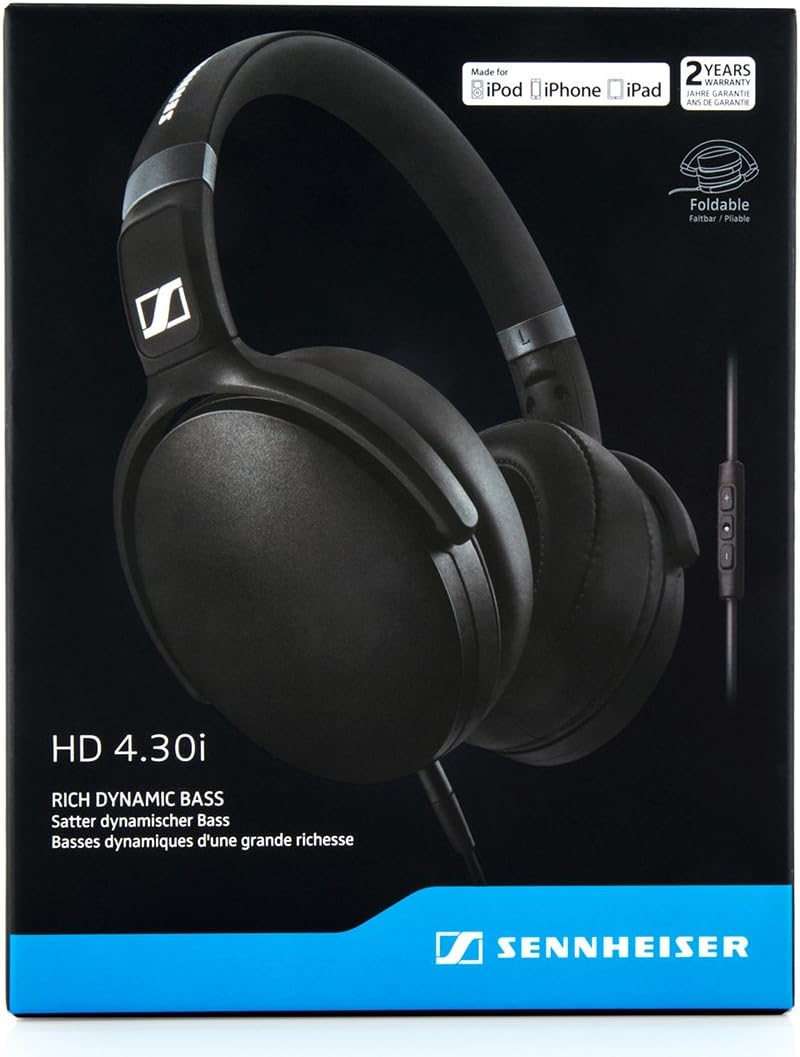 SENNHEISER
Made for
iPod iPhone iPad
2 YEARS
WARRANTY
JAHRE GARANTIE
ANS DE GARANTIE
Foldable
Faltbar / Pliable
L
+
-
HD 4.30i
RICH DYNAMIC BASS
Satter dynamischer Bass
Basses dynamiques d'une grande richesse
SENNHEISER